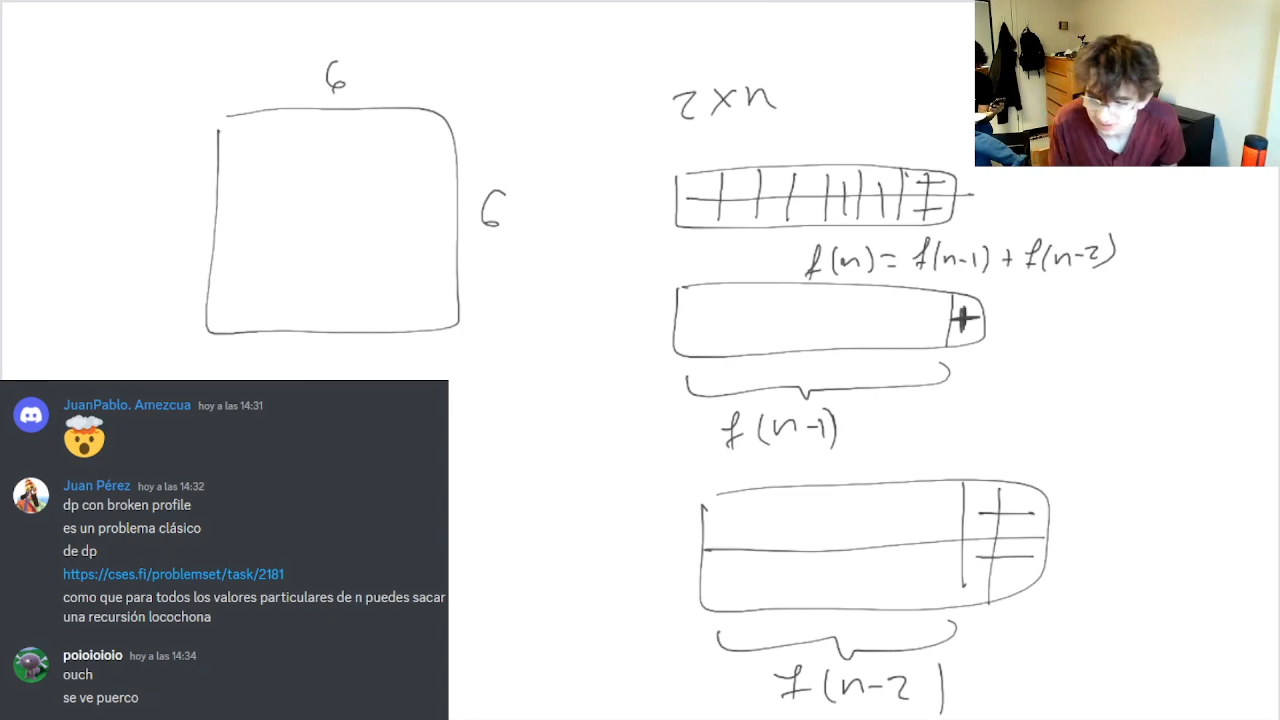 6
6
2 x n
f(n) = f(n-1) + f(n-2)
f(n-1)
f(n-2)
JuanPablo. Amezcua hoy a las 14:31
Juan Pérez hoy a las 14:32
dp con broken profile
es un problema clásico
de dp
https://cses.fi/problemset/task/2181
como que para todos los valores particulares de n puedes sacar
una recursión locochona
poioioioio hoy a las 14:34
ouch
se ve puerco